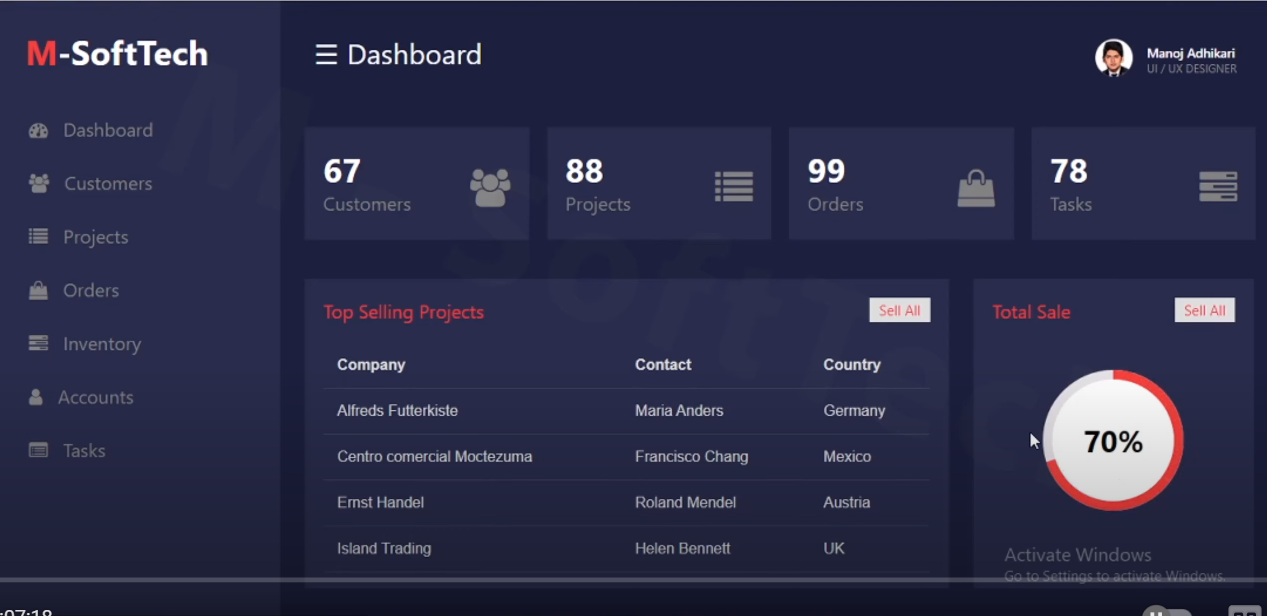 M-SoftTech
☰ Dashboard
Manoj Adhikari
UI / UX DESIGNER
Dashboard
Customers
Projects
Orders
Inventory
Accounts
Tasks
67
Customers
88
Projects
99
Orders
78
Tasks
Top Selling Projects
Sell All
Company Contact Country
Alfreds Futterkiste Maria Anders Germany
Centro comercial Moctezuma Francisco Chang Mexico
Ernst Handel Roland Mendel Austria
Island Trading Helen Bennett UK
Total Sale
Sell All
70%
Activate Windows
Go to Settings to activate Windows.
M - SoftTec